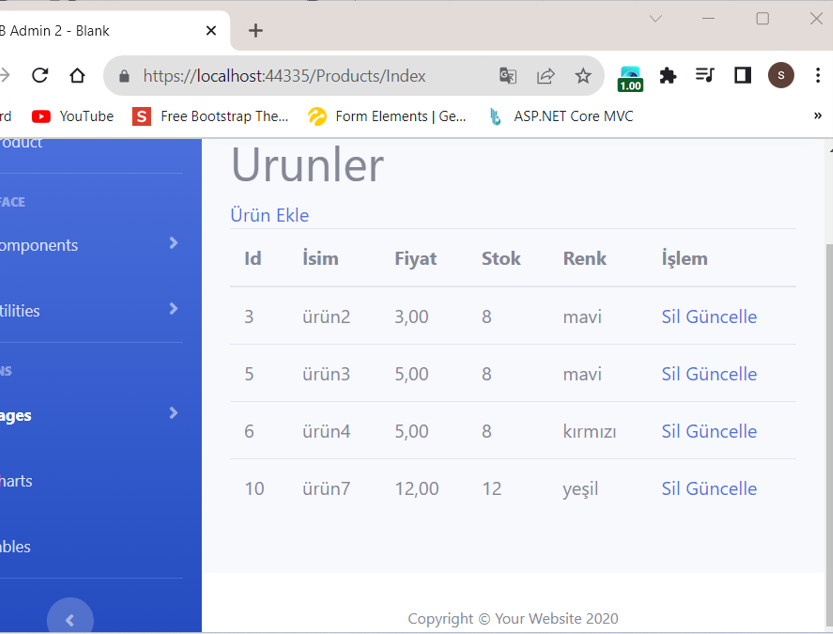 B Admin 2 - Blank
https://localhost:44335/Products/Index
1.00
S
rd
YouTube
S
Free Bootstrap The...
Form Elements | Ge...
ASP.NET Core MVC
»
roduct
FACE
omponents
tilities
NS
ages
harts
ables
Urunler
Ürün Ekle
Id İsim Fiyat Stok Renk İşlem
3 ürün2 3,00 8 mavi Sil Güncelle
5 ürün3 5,00 8 mavi Sil Güncelle
6 ürün4 5,00 8 kırmızı Sil Güncelle
10 ürün7 12,00 12 yeşil Sil Güncelle
Copyright © Your Website 2020